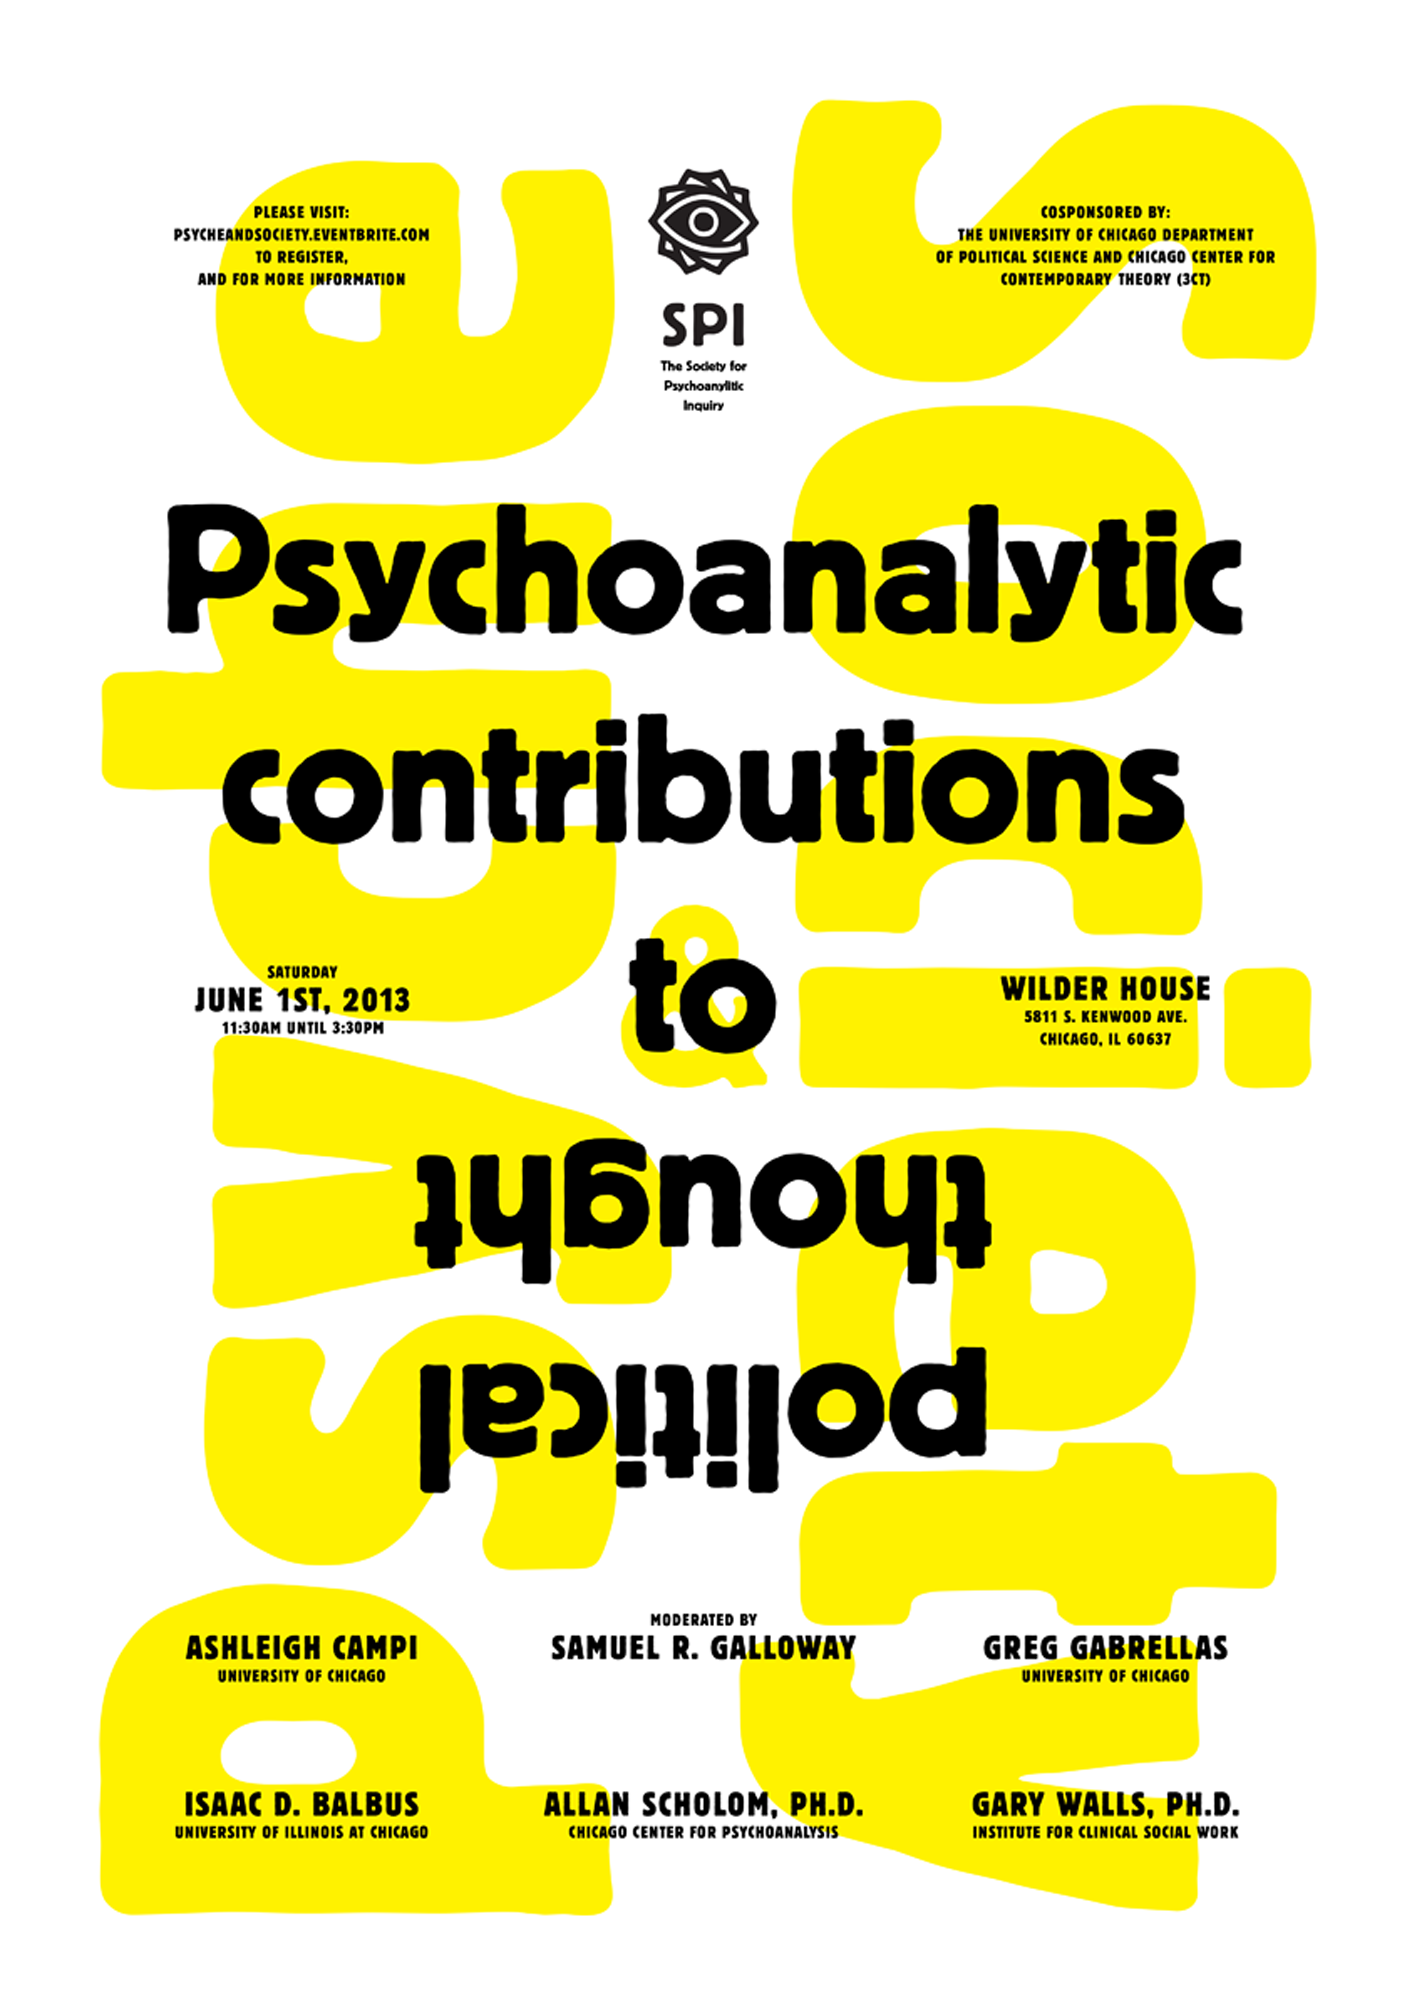 PLEASE VISIT:
PSYCHEANDSOCIETY.EVENTBRITE.COM
TO REGISTER,
AND FOR MORE INFORMATION
SPI
The Society for
Psychoanylitic
Inquiry
COSPONSORED BY:
THE UNIVERSITY OF CHICAGO DEPARTMENT
OF POLITICAL SCIENCE AND CHICAGO CENTER FOR
CONTEMPORARY THEORY (3CT)
Psyche
&
Society
Psychoanalytic
contributions
to
political
thought
SATURDAY
JUNE 1ST, 2013
11:30AM UNTIL 3:30PM
WILDER HOUSE
5811 S. KENWOOD AVE.
CHICAGO, IL 60637
ASHLEIGH CAMPI
UNIVERSITY OF CHICAGO
MODERATED BY
SAMUEL R. GALLOWAY
GREG GABRELLAS
UNIVERSITY OF CHICAGO
ISAAC D. BALBUS
UNIVERSITY OF ILLINOIS AT CHICAGO
ALLAN SCHOLOM, PH.D.
CHICAGO CENTER FOR PSYCHOANALYSIS
GARY WALLS, PH.D.
INSTITUTE FOR CLINICAL SOCIAL WORK